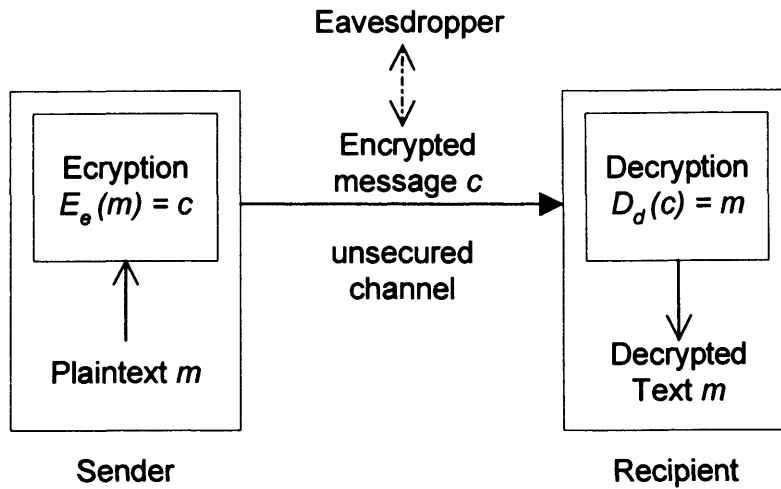 Eavesdropper
Ecryption
E_e (m) = c
Plaintext m
Sender
Encrypted
message c
unsecured
channel
Decryption
D_d (c) = m
Decrypted
Text m
Recipient